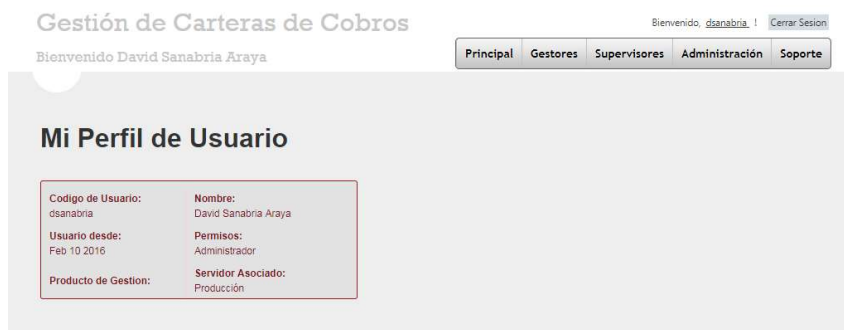 Gestión de Carteras de Cobros
Bienvenido, dsanabria ! Cerrar Sesion
Bienvenido David Sanabria Araya
Principal Gestores Supervisores Administración Soporte
Mi Perfil de Usuario
Codigo de Usuario: Nombre:
dsanabria David Sanabria Araya
Usuario desde: Permisos:
Feb 10 2016 Administrador
Producto de Gestion: Servidor Asociado:
Producción